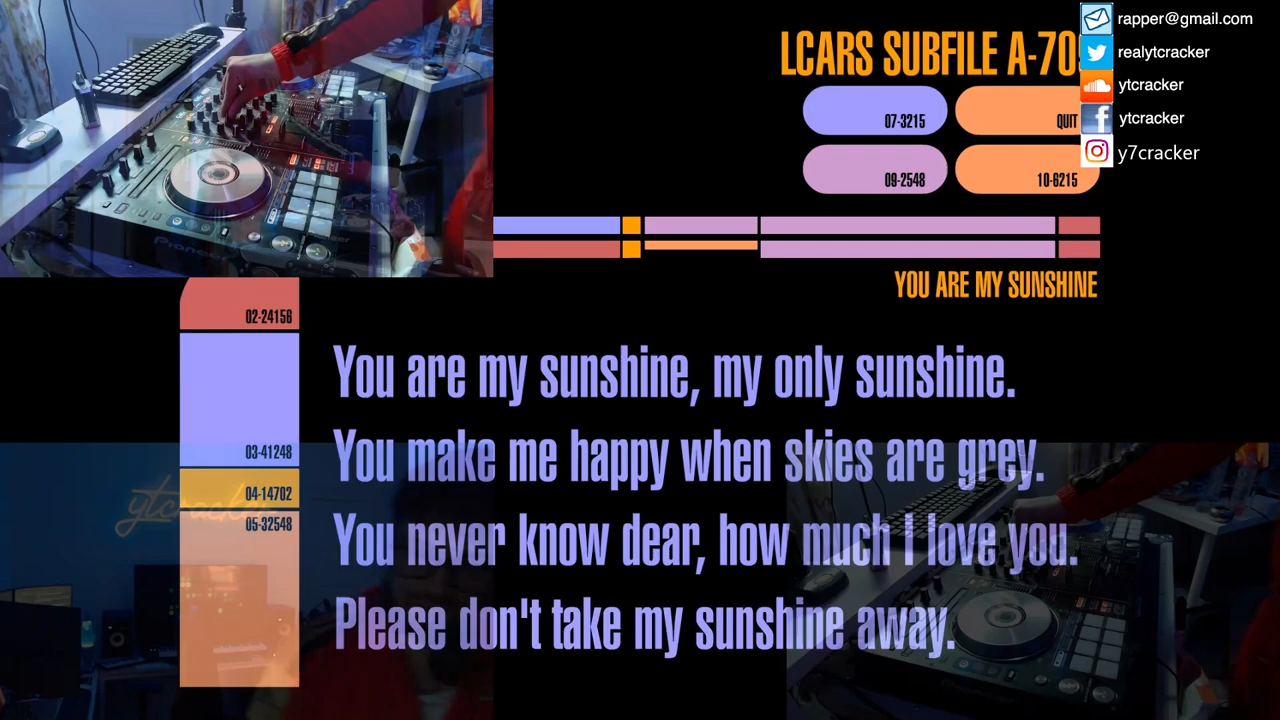 LCARS SUBFILE A-70
rapper@gmail.com
realytcracker
ytcracker
ytcracker
y7cracker
07-3215
QUIT
09-2548
10-6215
YOU ARE MY SUNSHINE
02-24156
03-41248
04-14702
05-32548
You are my sunshine, my only sunshine.
You make me happy when skies are grey.
You never know dear, how much I love you.
Please don't take my sunshine away.
ytcracker
Pioneer